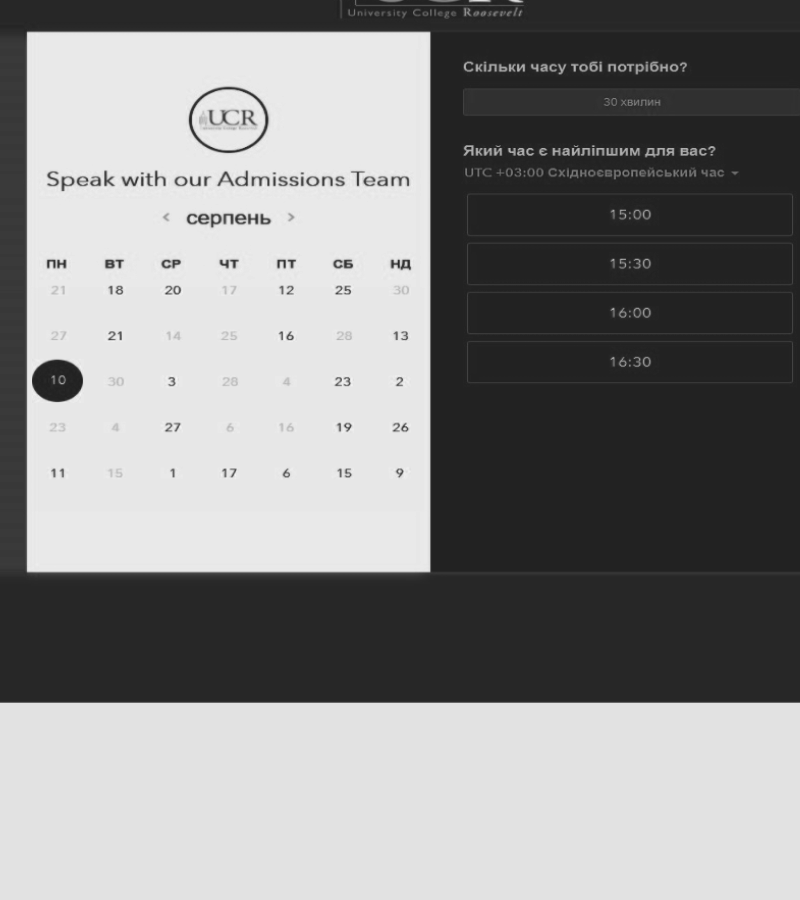 University College Roosevelt
UCR
Speak with our Admissions Team
< серпень >
ПН ВТ СР ЧТ ПТ СБ НД
21 18 20 17 12 25 30
27 21 14 25 16 28 13
10 30 3 28 4 23 2
23 4 27 6 16 19 26
11 15 1 17 6 15 9
Скільки часу тобі потрібно?
30 хвилин
Який час є найліпшим для вас?
UTC +03:00 Східноєвропейський час
15:00
15:30
16:00
16:30